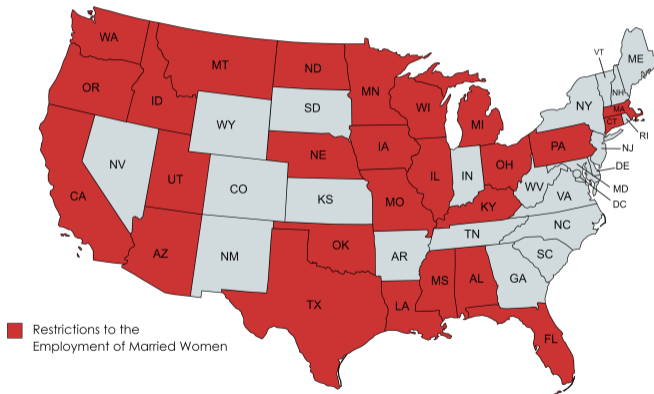 WA
MT
ND
MN
OR
ID
SD
WI
MI
WY
NE
IA
NV
UT
CO
KS
MO
IL
IN
OH
PA
NY
VT
NH
ME
MA
CT
RI
NJ
DE
MD
DC
WV
VA
KY
CA
AZ
NM
OK
AR
TN
NC
SC
TX
LA
MS
AL
GA
FL
Restrictions to the
Employment of Married Women